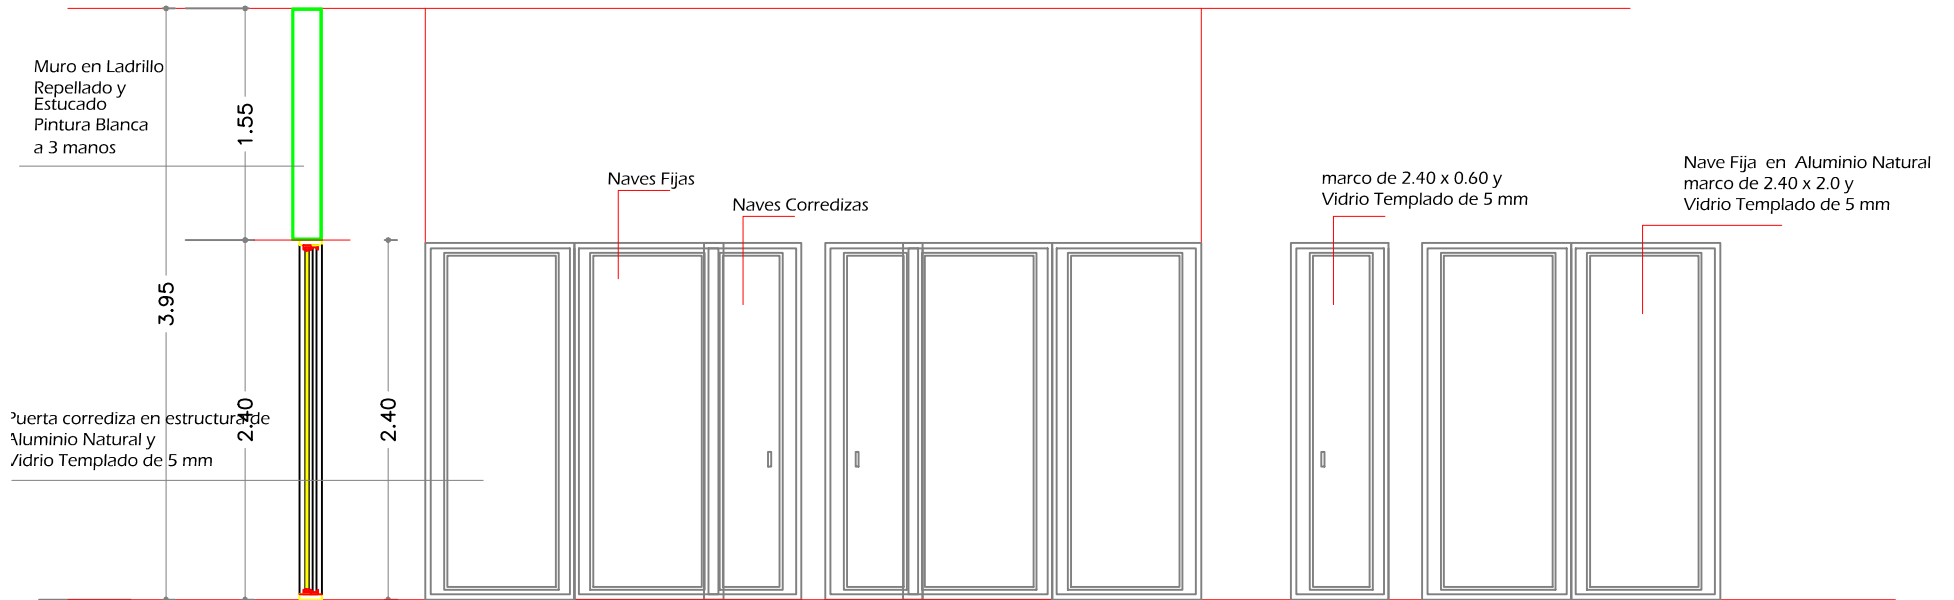 Muro en Ladrillo
Repellado y
Estucado
Pintura Blanca
a 3 manos
1.55
3.95
2.40
2.40
Puerta corrediza en estructura de
Aluminio Natural y
Vidrio Templado de 5 mm
Naves Fijas
Naves Corredizas
marco de 2.40 x 0.60 y
Vidrio Templado de 5 mm
Nave Fija en Aluminio Natural
marco de 2.40 x 2.0 y
Vidrio Templado de 5 mm